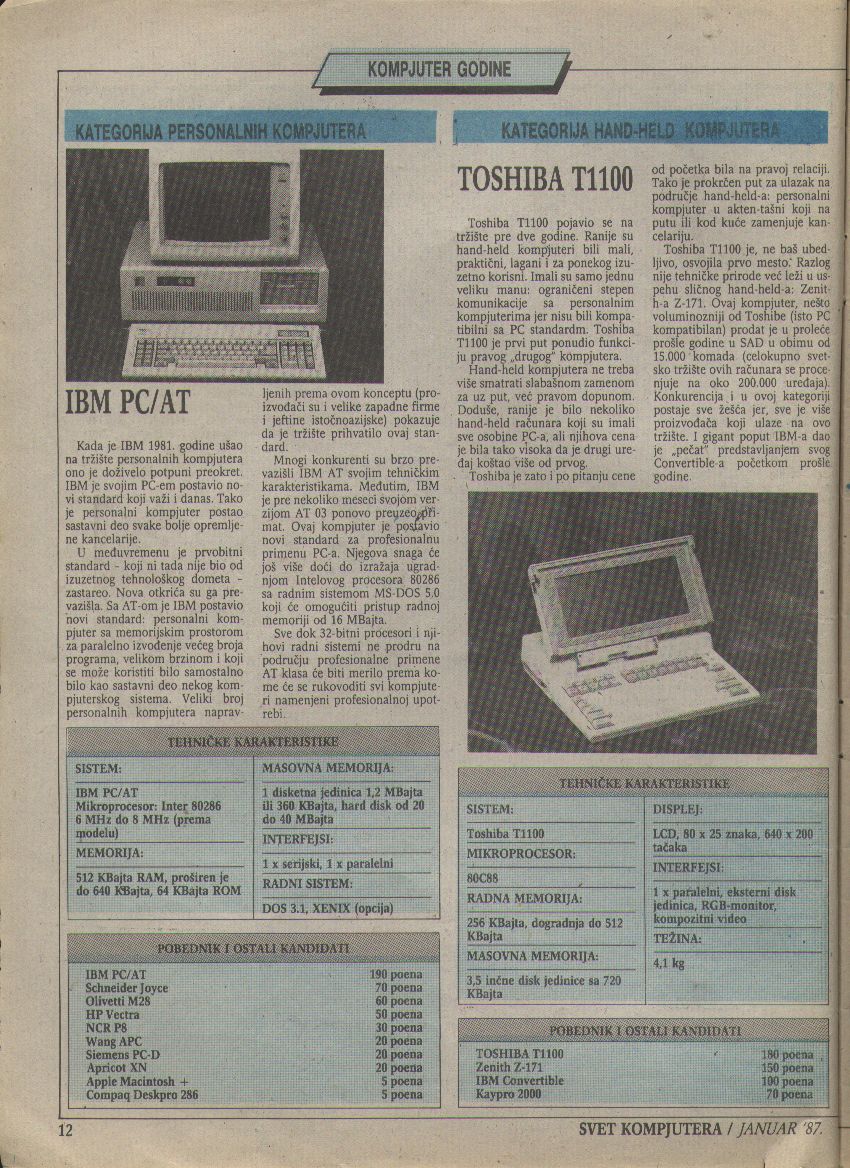 KOMPJUTER GODINE
KATEGORIJA PERSONALNIH KOMPJUTERA
IBM PC/AT
Kada je IBM 1981. godine ušao
na tržište personalnih kompjutera
ono je doživelo potpuni preokret.
IBM je svojim PC-em postavio no-
vi standard koji važi i danas. Tako
je personalni kompjuter postao
sastavni deo svake bolje opremlje-
ne kancelarije.
U međuvremenu je prvobitni
standard – koji ni tada nije bio od
izuzetnog tehnološkog dometa –
zastareo. Nova otkrića su ga pre-
vazišla. Sa AT-om je IBM postavio
novi standard: personalni kom-
pjuter sa memorijskim prostorom
za paralelno izvođenje većeg broja
programa, velikom brzinom i koji
se može koristiti bilo samostalno
bilo kao sastavni deo nekog kom-
pjuterskog sistema. Veliki broj
personalnih kompjutera naprav-
ljenih prema ovom konceptu (pro-
izvođači su i velike zapadne firme
i jeftine istočnoazijske) pokazuje
da je tržište prihvatilo ovaj stan-
dard.
Mnogi konkurenti su brzo pre-
vazišli IBM AT svojim tehničkim
karakteristikama. Međutim, IBM
je pre nekoliko meseci svojom ver-
zijom AT 03 ponovo preuzeo pri-
mat. Ovaj kompjuter je postavio
novi standard za profesionalnu
primenu PC-a. Njegova snaga će
još više doći do izražaja ugrad-
njom Intelovog procesora 80286
sa radnim sistemom MS-DOS 5.0
koji će omogućiti pristup radnoj
memoriji od 16 MBajta.
Sve dok 32-bitni procesori i nji-
hovi radni sistemi ne prodru na
području profesionalne primene
AT klasa će biti merilo prema ko-
me će se rukovoditi svi kompjute-
ri namenjeni profesionalnoj upot-
rebi.
TEHNIČKE KARAKTERISTIKE
SISTEM:
IBM PC/AT
Mikroprocesor: Inter 80286
6 MHz do 8 MHz (prema
modelu)
MEMORIJA:
512 KBajta RAM, proširen je
do 640 KBajta, 64 KBajta ROM
MASOVNA MEMORIJA:
1 disketna jedinica 1,2 MBajta
ili 360 KBajta, hard disk od 20
do 40 MBajta
INTERFEJSI:
1 x serijski, 1 x paralelni
RADNI SISTEM:
DOS 3.1, XENIX (opcija)
POBEDNIK I OSTALI KANDIDATI
IBM PC/AT 190 poena
Schneider Joyce 70 poena
Olivetti M28 60 poena
HP Vectra 50 poena
NCR P8 30 poena
Wang APC 20 poena
Siemens PC-D 20 poena
Apricot XN 20 poena
Apple Macintosh + 5 poena
Compaq Deskpro 286 5 poena
KATEGORIJA HAND-HELD KOMPJUTERA
TOSHIBA T1100
Toshiba T1100 pojavio se na
tržište pre dve godine. Ranije su
hand-held kompjuteri bili mali,
praktični, lagani i za ponekog izu-
zetno korisni. Imali su samo jednu
veliku manu: ograničeni stepen
komunikacije sa personalnim
kompjuterima jer nisu bili kompa-
tibilni sa PC standardm. Toshiba
T1100 je prvi put ponudio funkci-
ju pravog „drugog" kompjutera.
Hand-held kompjutera ne treba
više smatrati slabašnom zamenom
za uz put, već pravom dopunom.
Doduše, ranije je bilo nekoliko
hand-held računara koji su imali
sve osobine PC-a, ali njihova cena
je bila tako visoka da je drugi ure-
đaj koštao više od prvog.
Toshiba je zato i po pitanju cene
od početka bila na pravoj relaciji.
Tako je prokrčen put za ulazak na
područje hand-held-a: personalni
kompjuter u akten-tašni koji na
putu ili kod kuće zamenjuje kan-
celariju.
Toshiba T1100 je, ne baš ubed-
ljivo, osvojila prvo mesto. Razlog
nije tehničke prirode već leži u us-
pehu sličnog hand-held-a: Zenit-
h-a Z-171. Ovaj kompjuter, nešto
voluminozniji od Toshibe (isto PC
kompatibilan) prodat je u proleće
prošle godine u SAD u obimu od
15.000 komada (celokupno svet-
sko tržište ovih računara se proce-
njuje na oko 200.000 uređaja).
Konkurencija i u ovoj kategoriji
postaje sve žešća jer, sve je više
proizvođača koji ulaze na ovo
tržište. I gigant poput IBM-a dao
je „pečat" predstavljanjem svog
Convertible-a početkom prošle
godine.
TEHNIČKE KARAKTERISTIKE
SISTEM:
Toshiba T1100
MIKROPROCESOR:
80C88
RADNA MEMORIJA:
256 KBajta, dogradnja do 512
KBajta
MASOVNA MEMORIJA:
3,5 inčne disk jedinice sa 720
KBajta
DISPLEJ:
LCD, 80 x 25 znaka, 640 x 200
tačaka
INTERFEJSI:
1 x paralelni, eksterni disk
jedinica, RGB-monitor,
kompozitni video
TEŽINA:
4,1 kg
POBEDNIK I OSTALI KANDIDATI
TOSHIBA T1100 180 poena
Zenith Z-171 150 poena
IBM Convertible 100 poena
Kaypro 2000 70 poena
12
SVET KOMPJUTERA / JANUAR '87.